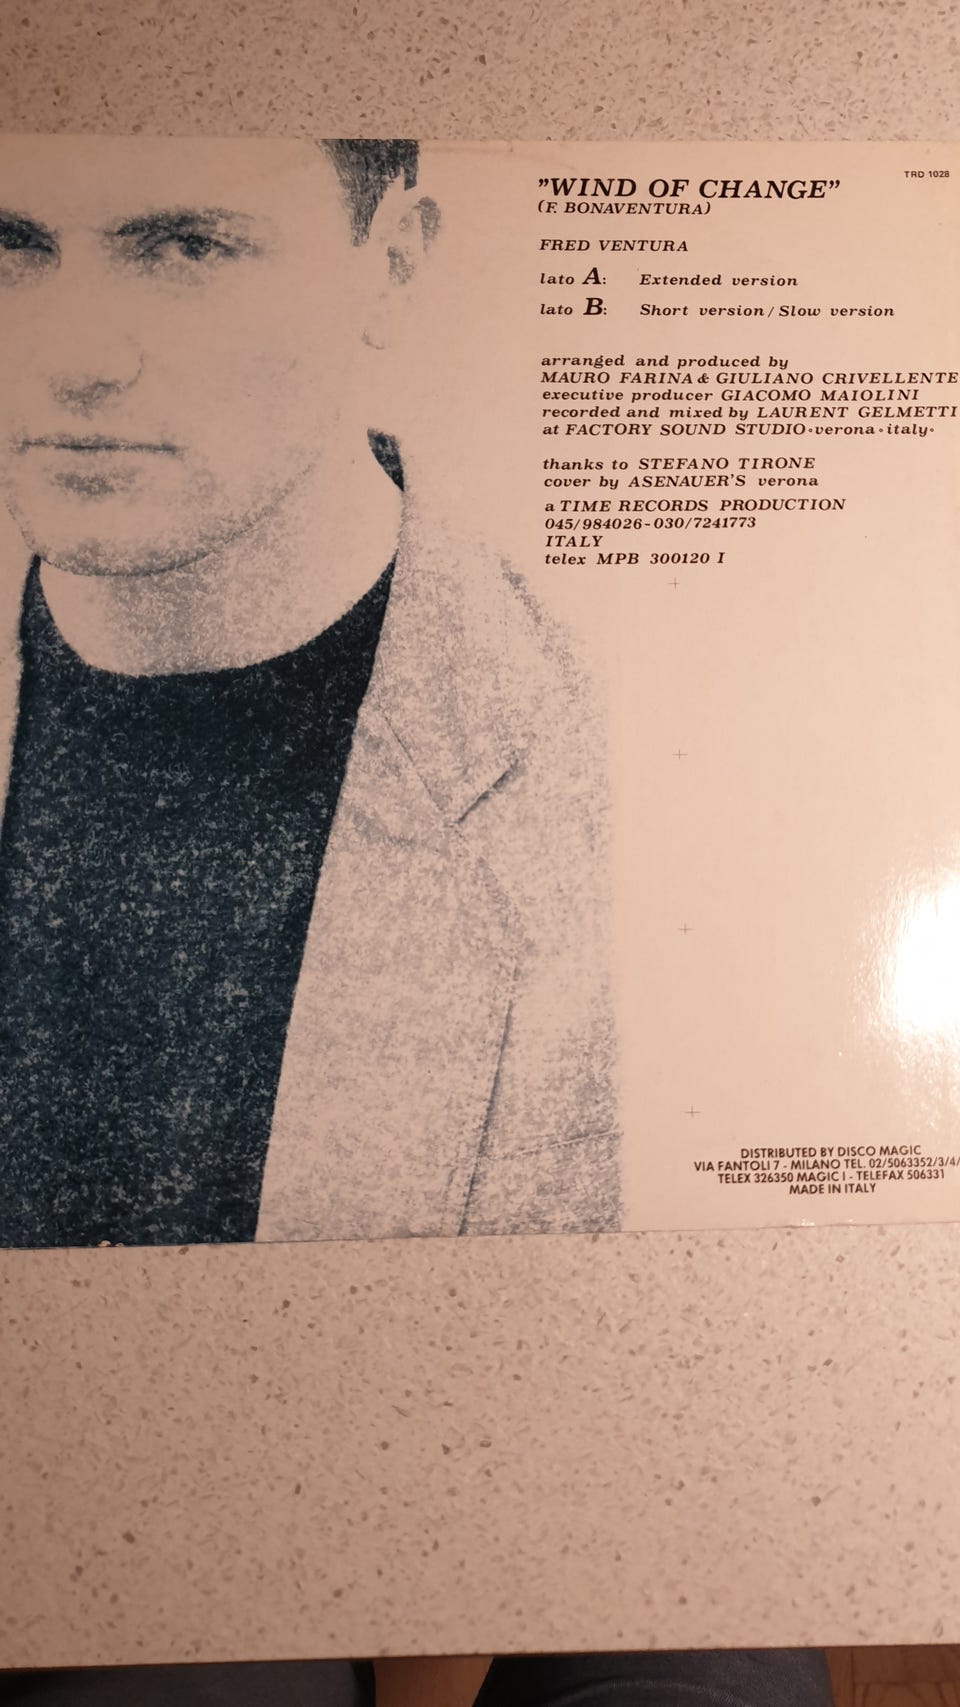 TRD 1028
"WIND OF CHANGE"
(F. BONAVENTURA)
FRED VENTURA
lato A: Extended version
lato B: Short version / Slow version
arranged and produced by
MAURO FARINA & GIULIANO CRIVELLENTE
executive producer GIACOMO MAIOLINI
recorded and mixed by LAURENT GELMETTI
at FACTORY SOUND STUDIO•verona•italy•
thanks to STEFANO TIRONE
cover by ASENAUER'S verona
a TIME RECORDS PRODUCTION
045/984026-030/7241773
ITALY
telex MPB 300120 I
DISTRIBUTED BY DISCO MAGIC
VIA FANTOLI 7 - MILANO TEL. 02/5063352/3/4/
TELEX 326350 MAGIC I - TELEFAX 506331
MADE IN ITALY